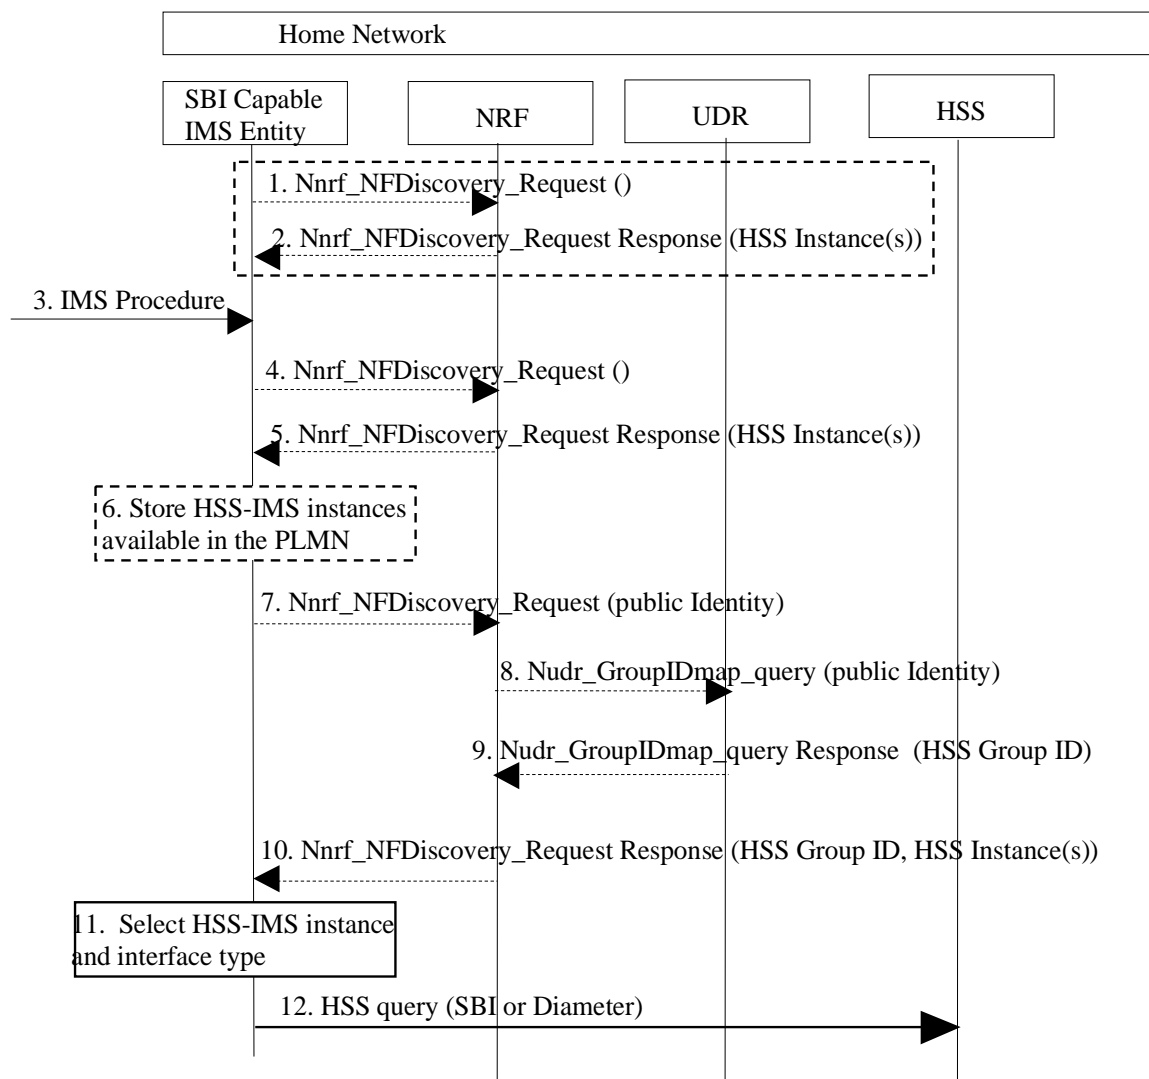 Home Network
SBI Capable
IMS Entity
NRF
UDR
HSS
1. Nnrf_NFDiscovery_Request ()
2. Nnrf_NFDiscovery_Request Response (HSS Instance(s))
3. IMS Procedure
4. Nnrf_NFDiscovery_Request ()
5. Nnrf_NFDiscovery_Request Response (HSS Instance(s))
6. Store HSS-IMS instances
available in the PLMN
7. Nnrf_NFDiscovery_Request (public Identity)
8. Nudr_GroupIDmap_query (public Identity)
9. Nudr_GroupIDmap_query Response (HSS Group ID)
10. Nnrf_NFDiscovery_Request Response (HSS Group ID, HSS Instance(s))
11. Select HSS-IMS instance
and interface type
12. HSS query (SBI or Diameter)